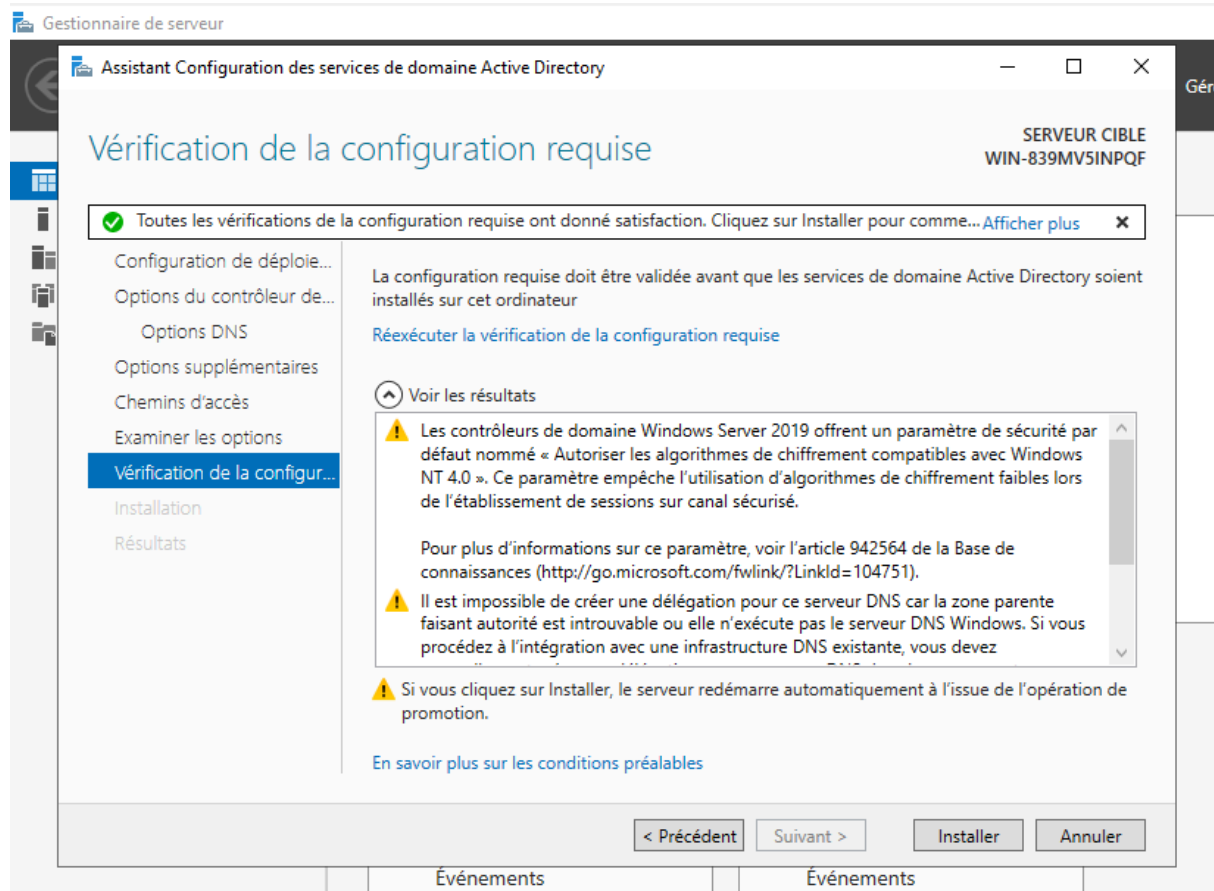 Gestionnaire de serveur
Assistant Configuration des services de domaine Active Directory
Gér
Vérification de la configuration requise
SERVEUR CIBLE
WIN-839MV5INPQF
Toutes les vérifications de la configuration requise ont donné satisfaction. Cliquez sur Installer pour comme... Afficher plus
Configuration de déploie...
Options du contrôleur de...
Options DNS
Options supplémentaires
Chemins d'accès
Examiner les options
Vérification de la configur...
Installation
Résultats
La configuration requise doit être validée avant que les services de domaine Active Directory soient
installés sur cet ordinateur
Réexécuter la vérification de la configuration requise
Voir les résultats
Les contrôleurs de domaine Windows Server 2019 offrent un paramètre de sécurité par
défaut nommé « Autoriser les algorithmes de chiffrement compatibles avec Windows
NT 4.0 ». Ce paramètre empêche l'utilisation d'algorithmes de chiffrement faibles lors
de l'établissement de sessions sur canal sécurisé.
Pour plus d'informations sur ce paramètre, voir l'article 942564 de la Base de
connaissances (http://go.microsoft.com/fwlink/?LinkId=104751).
Il est impossible de créer une délégation pour ce serveur DNS car la zone parente
faisant autorité est introuvable ou elle n'exécute pas le serveur DNS Windows. Si vous
procédez à l'intégration avec une infrastructure DNS existante, vous devez
Si vous cliquez sur Installer, le serveur redémarre automatiquement à l'issue de l'opération de
promotion.
En savoir plus sur les conditions préalables
< Précédent
Suivant >
Installer
Annuler
Événements
Événements